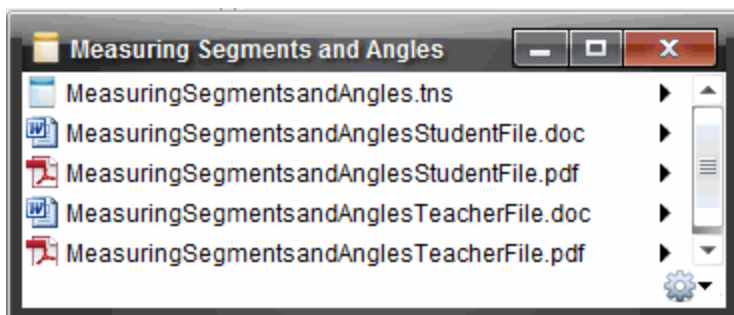 Measuring Segments and Angles
MeasuringSegmentsandAngles.tns
MeasuringSegmentsandAnglesStudentFile.doc
MeasuringSegmentsandAnglesStudentFile.pdf
MeasuringSegmentsandAnglesTeacherFile.doc
MeasuringSegmentsandAnglesTeacherFile.pdf